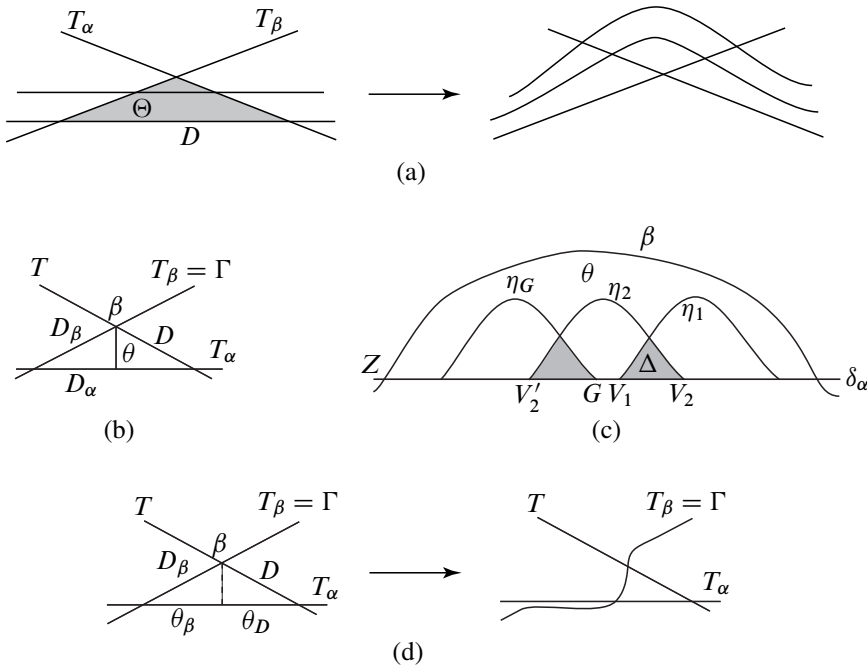 T_α T_β
Θ
D
(a)
T T_β = Γ
β
D_β D
θ T_α
D_α
(b)
β
θ
η_G η_2 η_1
Z Δ δ_α
V_2′ G V_1 V_2
(c)
T T_β = Γ
β
D_β D
T_α
θ_β θ_D
T T_β = Γ
T_α
(d)